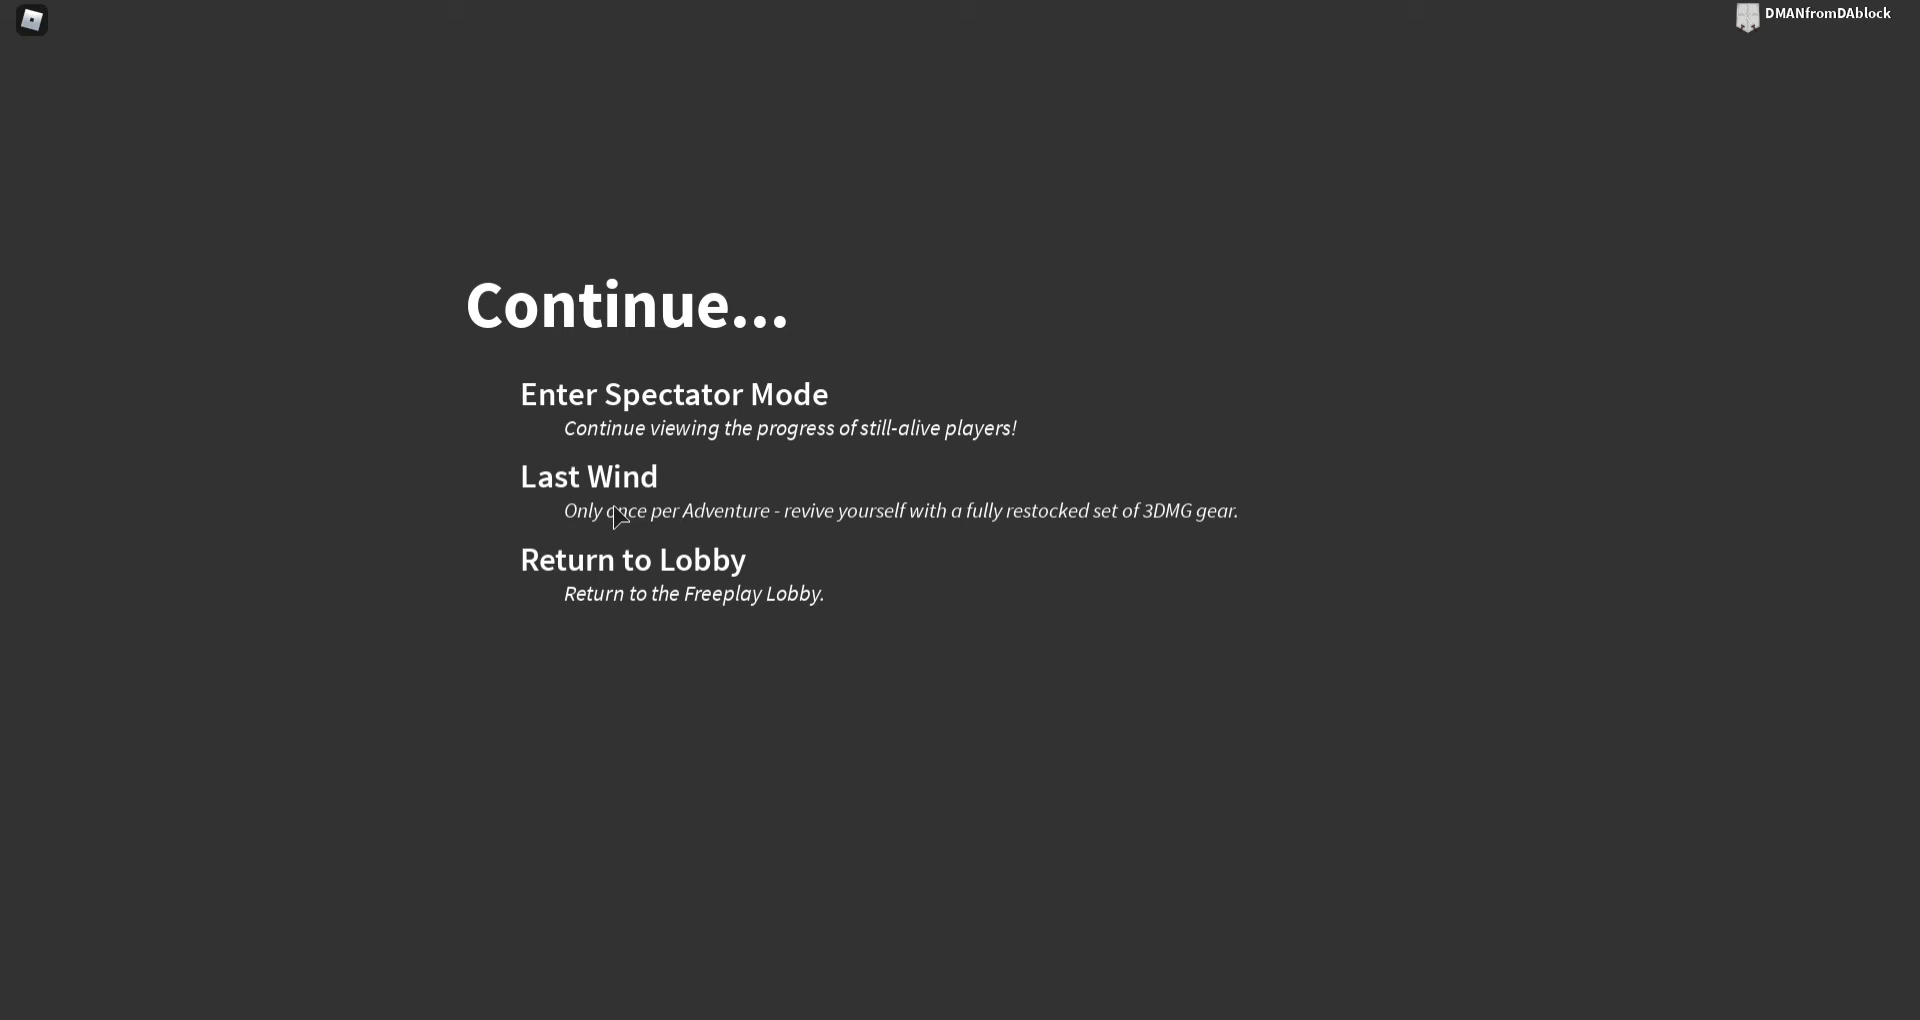 DMANfromDAblock
Continue...
Enter Spectator Mode
Continue viewing the progress of still-alive players!
Last Wind
Only once per Adventure - revive yourself with a fully restocked set of 3DMG gear.
Return to Lobby
Return to the Freeplay Lobby.